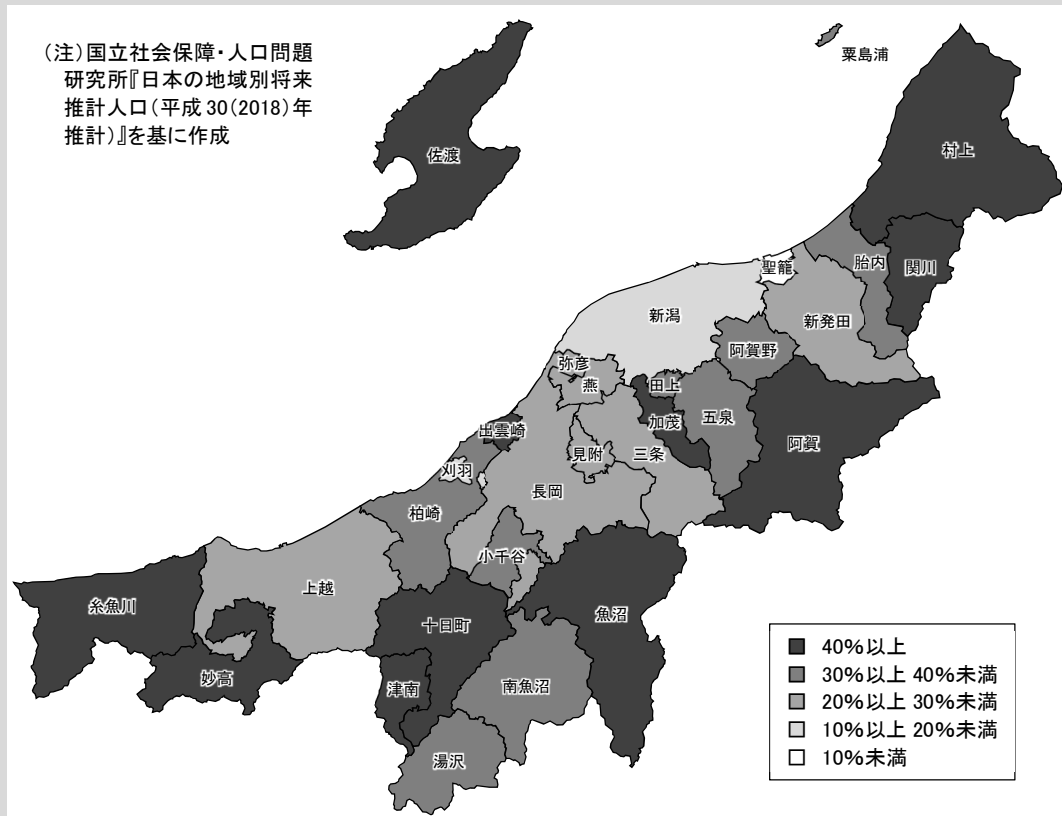 (注)国立社会保障・人口問題
研究所『日本の地域別将来
推計人口(平成30(2018)年
推計)』を基に作成
粟島浦
佐渡
村上
胎内
関川
聖籠
新潟
新発田
阿賀野
弥彦
燕
田上
加茂
五泉
出雲崎
阿賀
見附
三条
刈羽
長岡
柏崎
小千谷
上越
糸魚川
十日町
魚沼
妙高
津南
南魚沼
湯沢
40%以上
30%以上 40%未満
20%以上 30%未満
10%以上 20%未満
10%未満